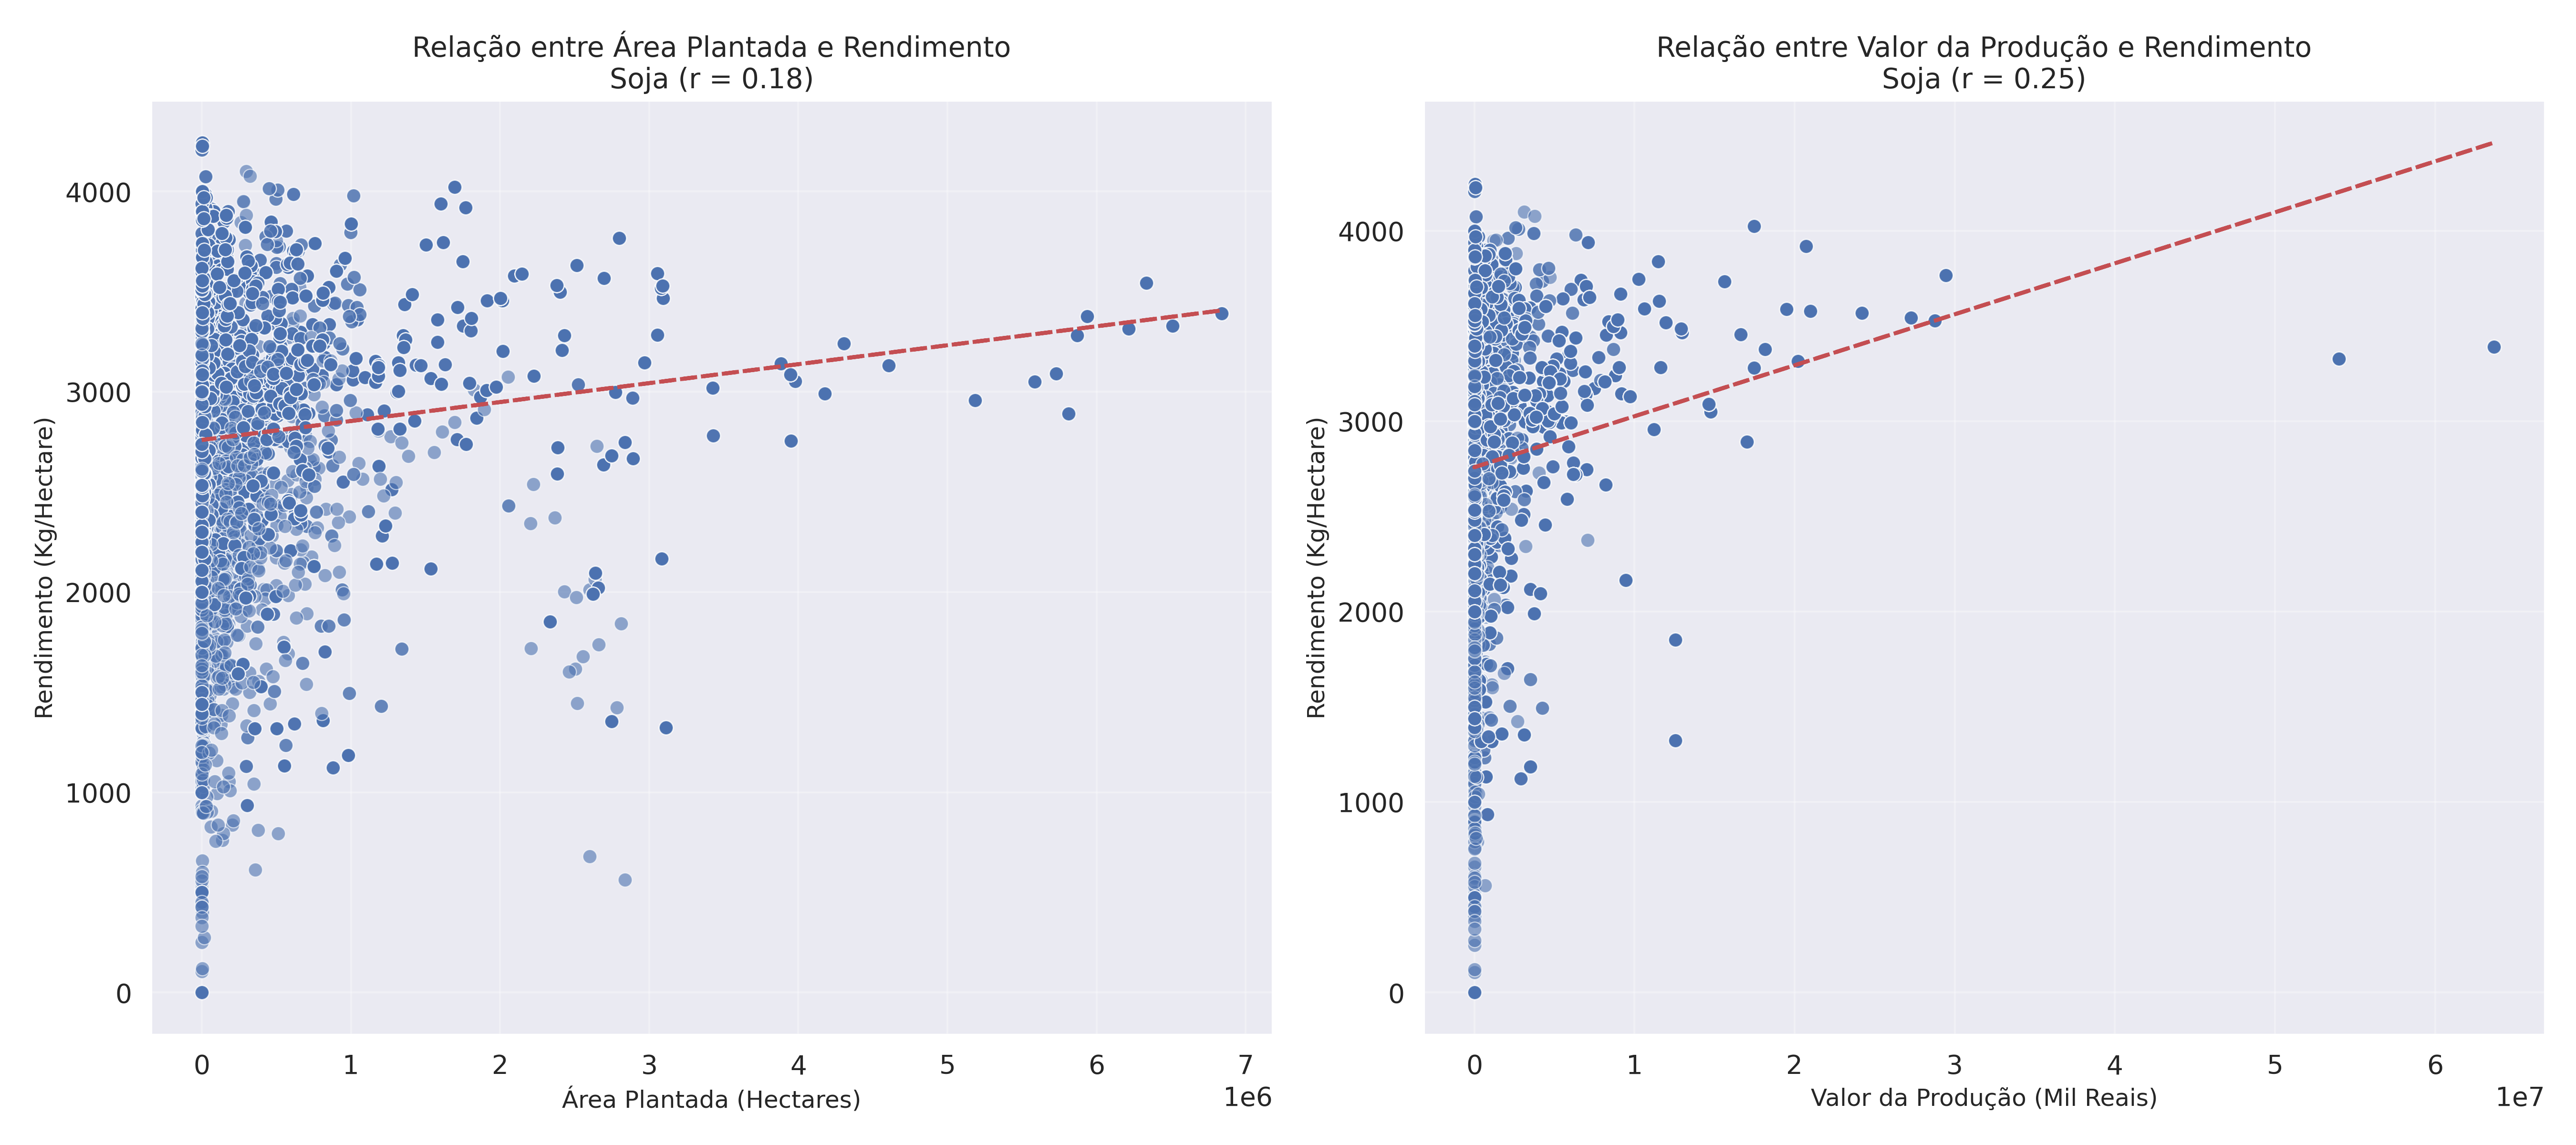 Relação entre Área Plantada e Rendimento
Soja (r = 0.18)
Rendimento (Kg/Hectare)
4000
3000
2000
1000
0
0 1 2 3 4 5 6 7
1e6
Área Plantada (Hectares)
Relação entre Valor da Produção e Rendimento
Soja (r = 0.25)
Rendimento (Kg/Hectare)
4000
3000
2000
1000
0
0 1 2 3 4 5 6
1e7
Valor da Produção (Mil Reais)